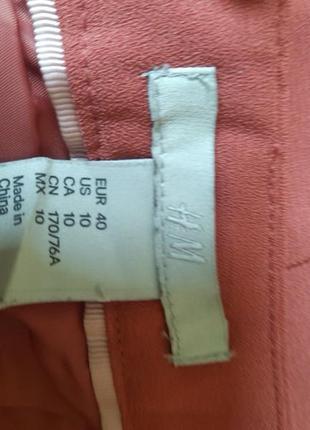 H&M
EUR 40
US 10
CA 10
CN 170/76A
MX 10
Made in
China